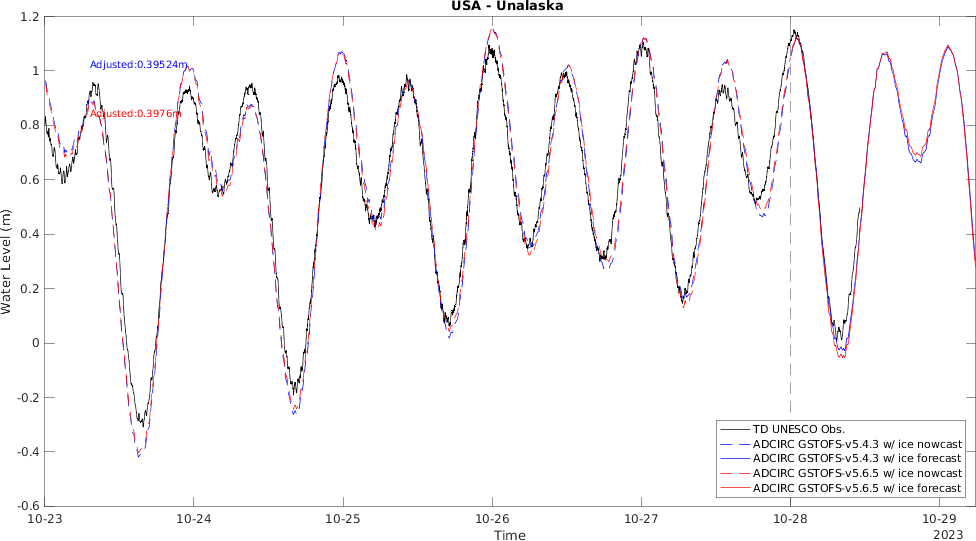 USA - Unalaska
1.2
1
0.8
0.6
0.4
0.2
0
-0.2
-0.4
-0.6
Water Level (m)
Adjusted:0.39524m
Adjusted:0.3976m
TD UNESCO Obs.
ADCIRC GSTOFS-v5.4.3 w/ ice nowcast
ADCIRC GSTOFS-v5.4.3 w/ ice forecast
ADCIRC GSTOFS-v5.6.5 w/ ice nowcast
ADCIRC GSTOFS-v5.6.5 w/ ice forecast
10-23 10-24 10-25 10-26 10-27 10-28 10-29
Time
2023